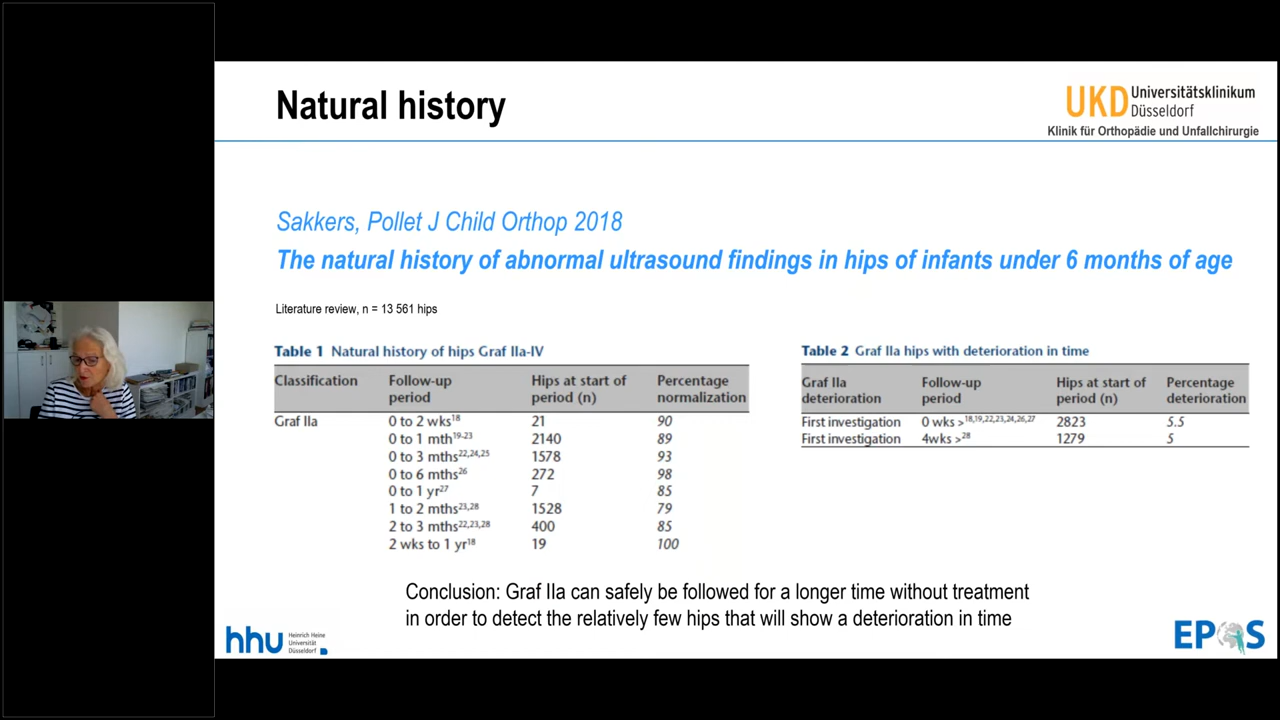 Natural history
UKD Universitätsklinikum
Düsseldorf
Klinik für Orthopädie und Unfallchirurgie
Sakkers, Pollet J Child Orthop 2018
The natural history of abnormal ultrasound findings in hips of infants under 6 months of age
Literature review, n = 13 561 hips
Table 1 Natural history of hips Graf IIa-IV
Classification Follow-up period Hips at start of period (n) Percentage normalization
Graf IIa 0 to 2 wks18 21 90
0 to 1 mth19-23 2140 89
0 to 3 mths22,24,25 1578 93
0 to 6 mths26 272 98
0 to 1 yr27 7 85
1 to 2 mths23,28 1528 79
2 to 3 mths22,23,28 400 85
2 wks to 1 yr18 19 100
Table 2 Graf IIa hips with deterioration in time
Graf IIa deterioration Follow-up period Hips at start of period (n) Percentage deterioration
First investigation 0 wks >18,19,22,23,24,26,27 2823 5.5
First investigation 4wks >28 1279 5
Conclusion: Graf IIa can safely be followed for a longer time without treatment
in order to detect the relatively few hips that will show a deterioration in time
hhu Heinrich Heine
Universität
Düsseldorf
EPOS